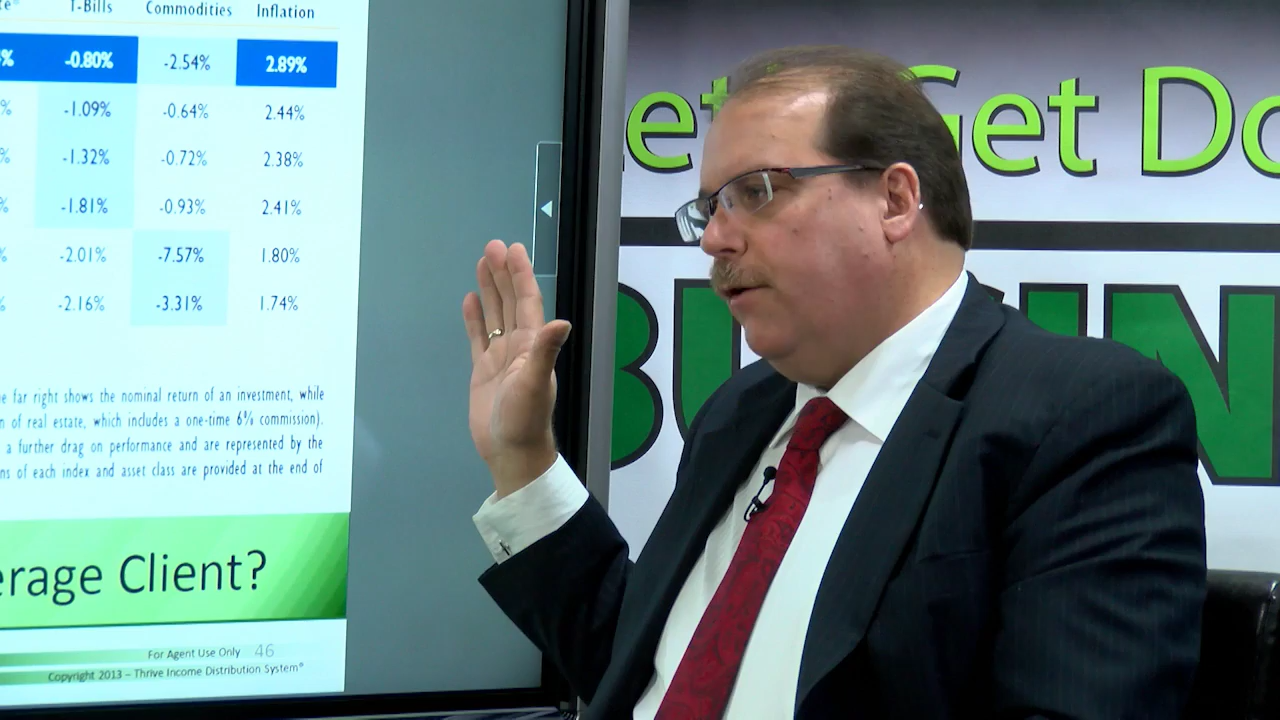 T-Bills Commodities Inflation
-0.80% -2.54% 2.89%
-1.09% -0.64% 2.44%
-1.32% -0.72% 2.38%
-1.81% -0.93% 2.41%
-2.01% -7.57% 1.80%
-2.16% -3.31% 1.74%
far right shows the nominal return of an investment, while
of real estate, which includes a one-time 6% commission).
a further drag on performance and are represented by the
of each index and asset class are provided at the end of
erage Client?
For Agent Use Only 46
Copyright 2013 – Thrive Income Distribution System®
et Get Do
BUSIN